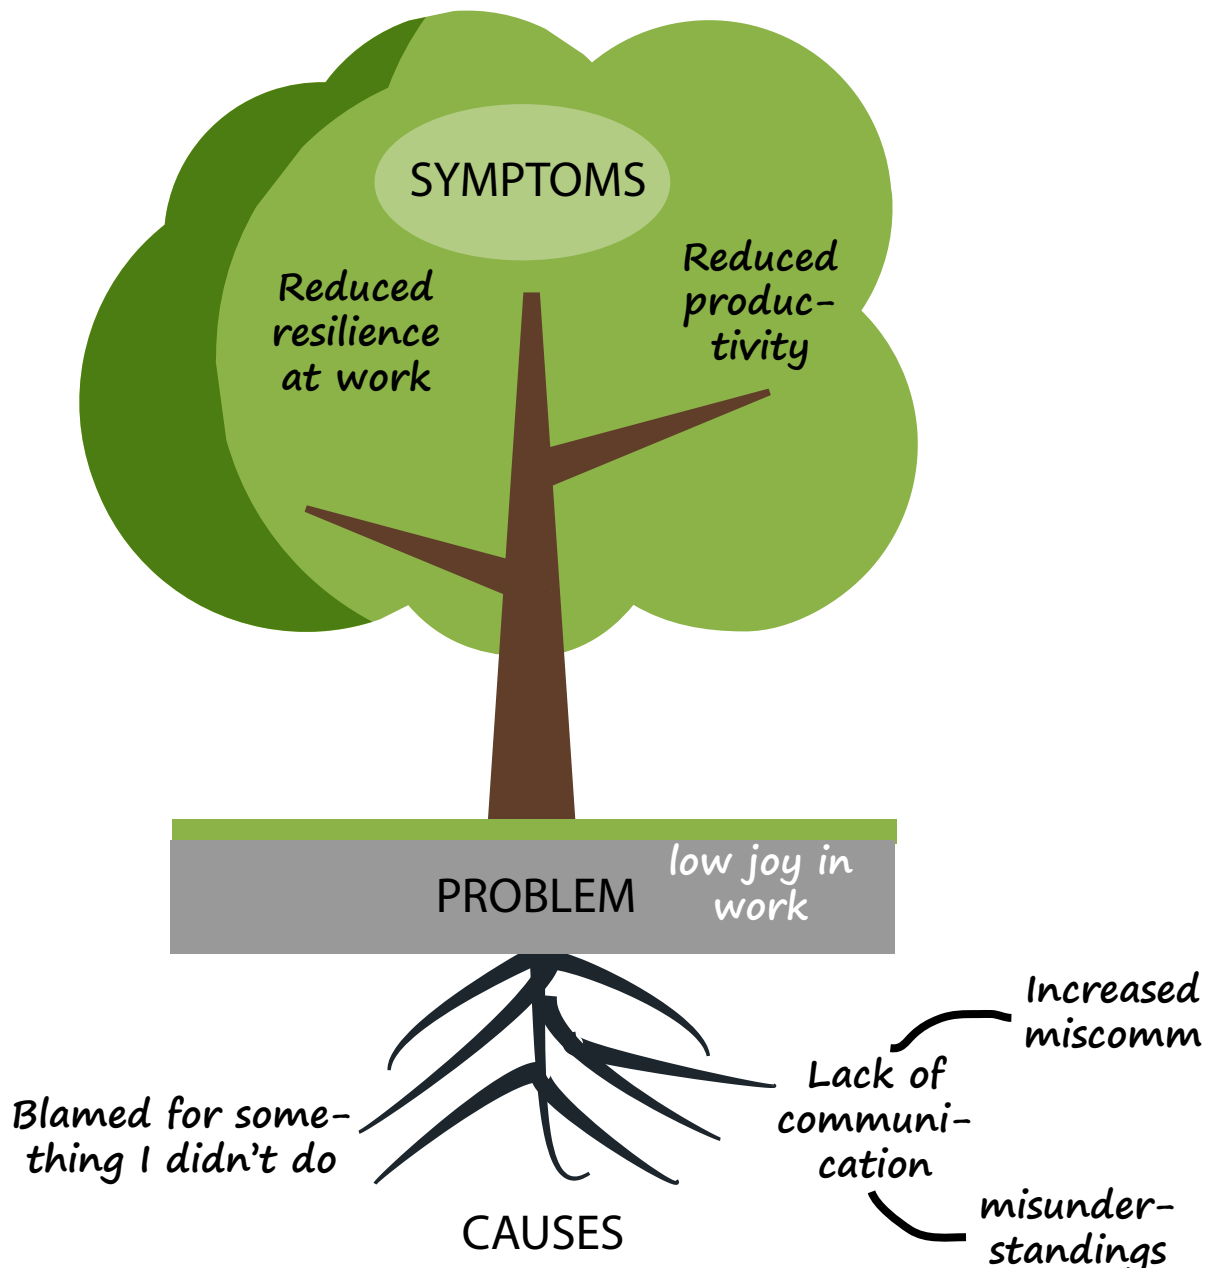 SYMPTOMS
Reduced
resilience
at work
Reduced
produc-
tivity
PROBLEM
low joy in
work
Increased
miscomm
Lack of
communi-
cation
Blamed for some-
thing I didn't do
misunder-
standings
CAUSES